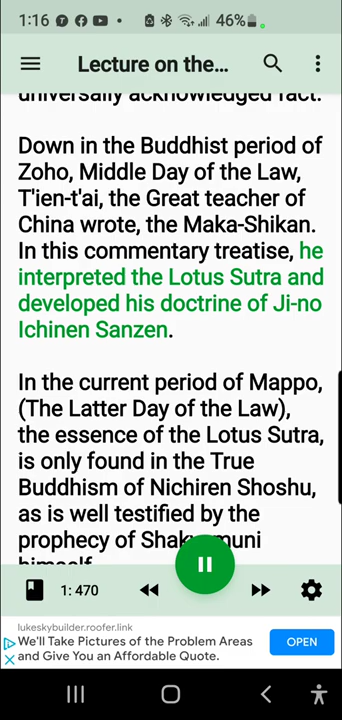 1:16
46%
Lecture on the...
universally acknowledged fact.
Down in the Buddhist period of
Zoho, Middle Day of the Law,
T'ien-t'ai, the Great teacher of
China wrote, the Maka-Shikan.
In this commentary treatise, he
interpreted the Lotus Sutra and
developed his doctrine of Ji-no
Ichinen Sanzen.
In the current period of Mappo,
(The Latter Day of the Law),
the essence of the Lotus Sutra,
is only found in the True
Buddhism of Nichiren Shoshu,
as is well testified by the
prophecy of Shakyamuni
himself
1: 470
lukeskybuilder.roofer.link
We'll Take Pictures of the Problem Areas
and Give You an Affordable Quote.
OPEN